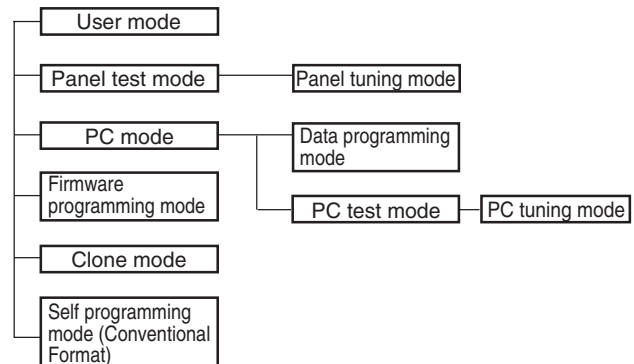 User mode
Panel test mode
Panel tuning mode
PC mode
Data programming
mode
Firmware
programming mode
PC test mode
PC tuning mode
Clone mode
Self programming
mode (Conventional
Format)